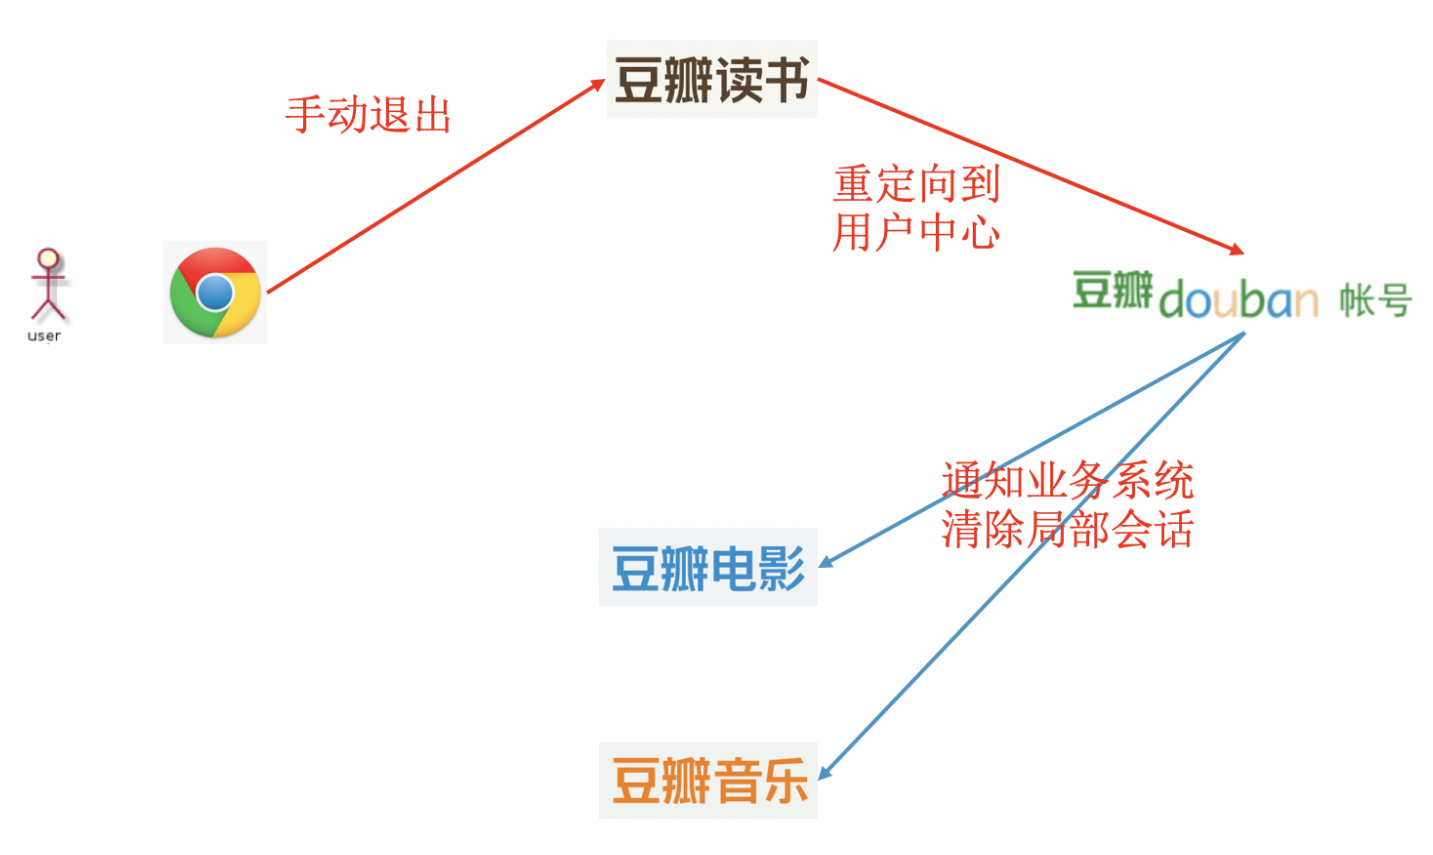 豆瓣读书
手动退出
重定向到
用户中心
user
豆瓣douban 帐号
通知业务系统
清除局部会话
豆瓣电影
豆瓣音乐